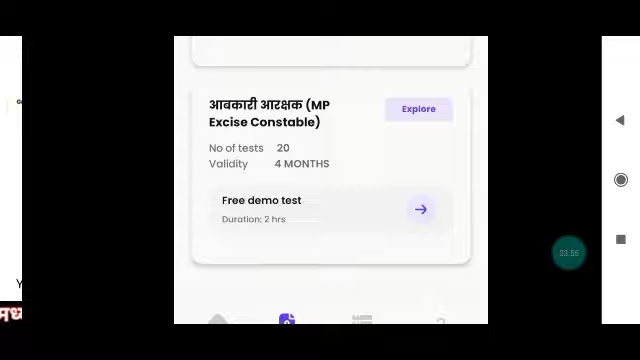 आबकारी आरक्षक (MP
Excise Constable)
Explore
No of tests 20
Validity 4 MONTHS
Free demo test
Duration: 2 hrs
03:55
Y
मध्